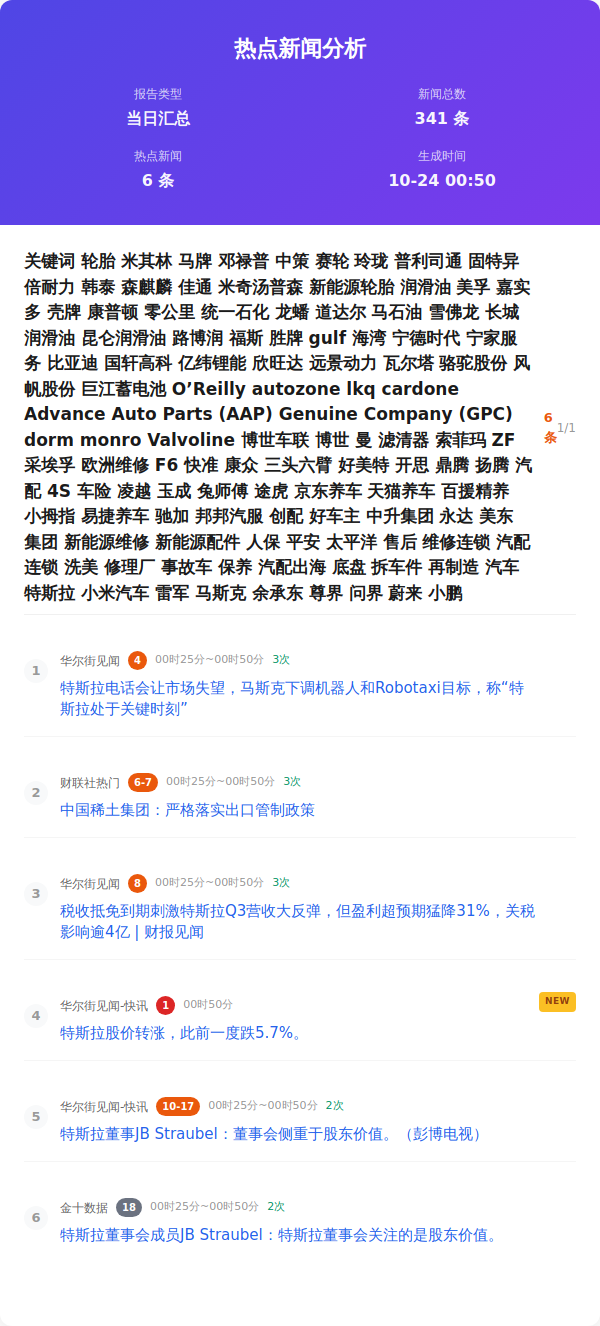 热点新闻分析
报告类型
当日汇总
新闻总数
341 条
热点新闻
6 条
生成时间
10-24 00:50
关键词 轮胎 米其林 马牌 邓禄普 中策 赛轮 玲珑 普利司通 固特异
倍耐力 韩泰 森麒麟 佳通 米奇汤普森 新能源轮胎 润滑油 美孚 嘉实
多 壳牌 康普顿 零公里 统一石化 龙蟠 道达尔 马石油 雪佛龙 长城
润滑油 昆仑润滑油 路博润 福斯 胜牌 gulf 海湾 宁德时代 宁家服
务 比亚迪 国轩高科 亿纬锂能 欣旺达 远景动力 瓦尔塔 骆驼股份 风
帆股份 巨江蓄电池 O’Reilly autozone lkq cardone
Advance Auto Parts (AAP) Genuine Company (GPC)
dorm monro Valvoline 博世车联 博世 曼 滤清器 索菲玛 ZF
采埃孚 欧洲维修 F6 快准 康众 三头六臂 好美特 开思 鼎腾 扬腾 汽
配 4S 车险 凌越 玉成 兔师傅 途虎 京东养车 天猫养车 百援精养
小拇指 易捷养车 驰加 邦邦汽服 创配 好车主 中升集团 永达 美东
集团 新能源维修 新能源配件 人保 平安 太平洋 售后 维修连锁 汽配
连锁 洗美 修理厂 事故车 保养 汽配出海 底盘 拆车件 再制造 汽车
特斯拉 小米汽车 雷军 马斯克 余承东 尊界 问界 蔚来 小鹏
6
条
1/1
1
华尔街见闻 4 00时25分~00时50分 3次
特斯拉电话会让市场失望，马斯克下调机器人和Robotaxi目标，称“特
斯拉处于关键时刻”
2
财联社热门 6-7 00时25分~00时50分 3次
中国稀土集团：严格落实出口管制政策
3
华尔街见闻 8 00时25分~00时50分 3次
税收抵免到期刺激特斯拉Q3营收大反弹，但盈利超预期猛降31%，关税
影响逾4亿 | 财报见闻
4
华尔街见闻-快讯 1 00时50分
NEW
特斯拉股价转涨，此前一度跌5.7%。
5
华尔街见闻-快讯 10-17 00时25分~00时50分 2次
特斯拉董事JB Straubel：董事会侧重于股东价值。（彭博电视）
6
金十数据 18 00时25分~00时50分 2次
特斯拉董事会成员JB Straubel：特斯拉董事会关注的是股东价值。